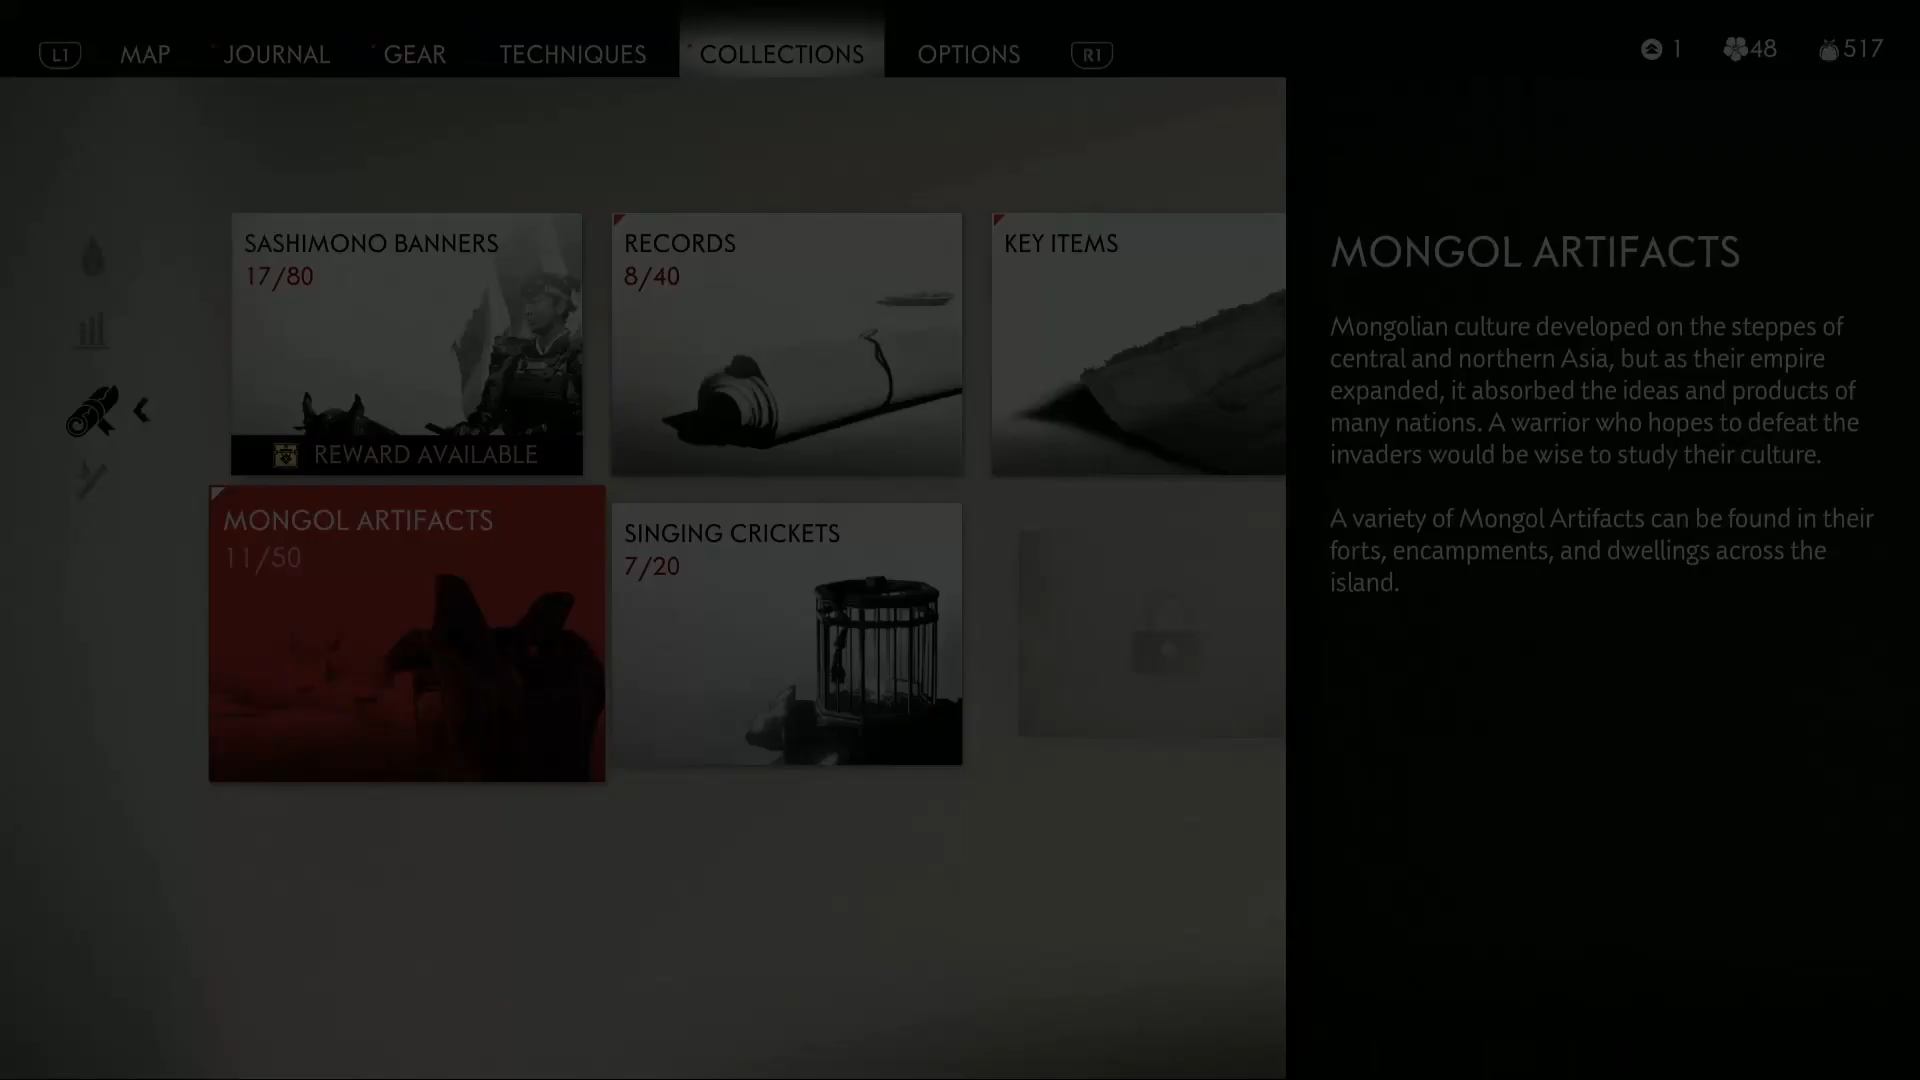 L1 MAP JOURNAL GEAR TECHNIQUES COLLECTIONS OPTIONS R1 1 48 517
SASHIMONO BANNERS
17/80
REWARD AVAILABLE
RECORDS
8/40
KEY ITEMS
MONGOL ARTIFACTS
11/50
SINGING CRICKETS
7/20
MONGOL ARTIFACTS
Mongolian culture developed on the steppes of
central and northern Asia, but as their empire
expanded, it absorbed the ideas and products of
many nations. A warrior who hopes to defeat the
invaders would be wise to study their culture.
A variety of Mongol Artifacts can be found in their
forts, encampments, and dwellings across the
island.